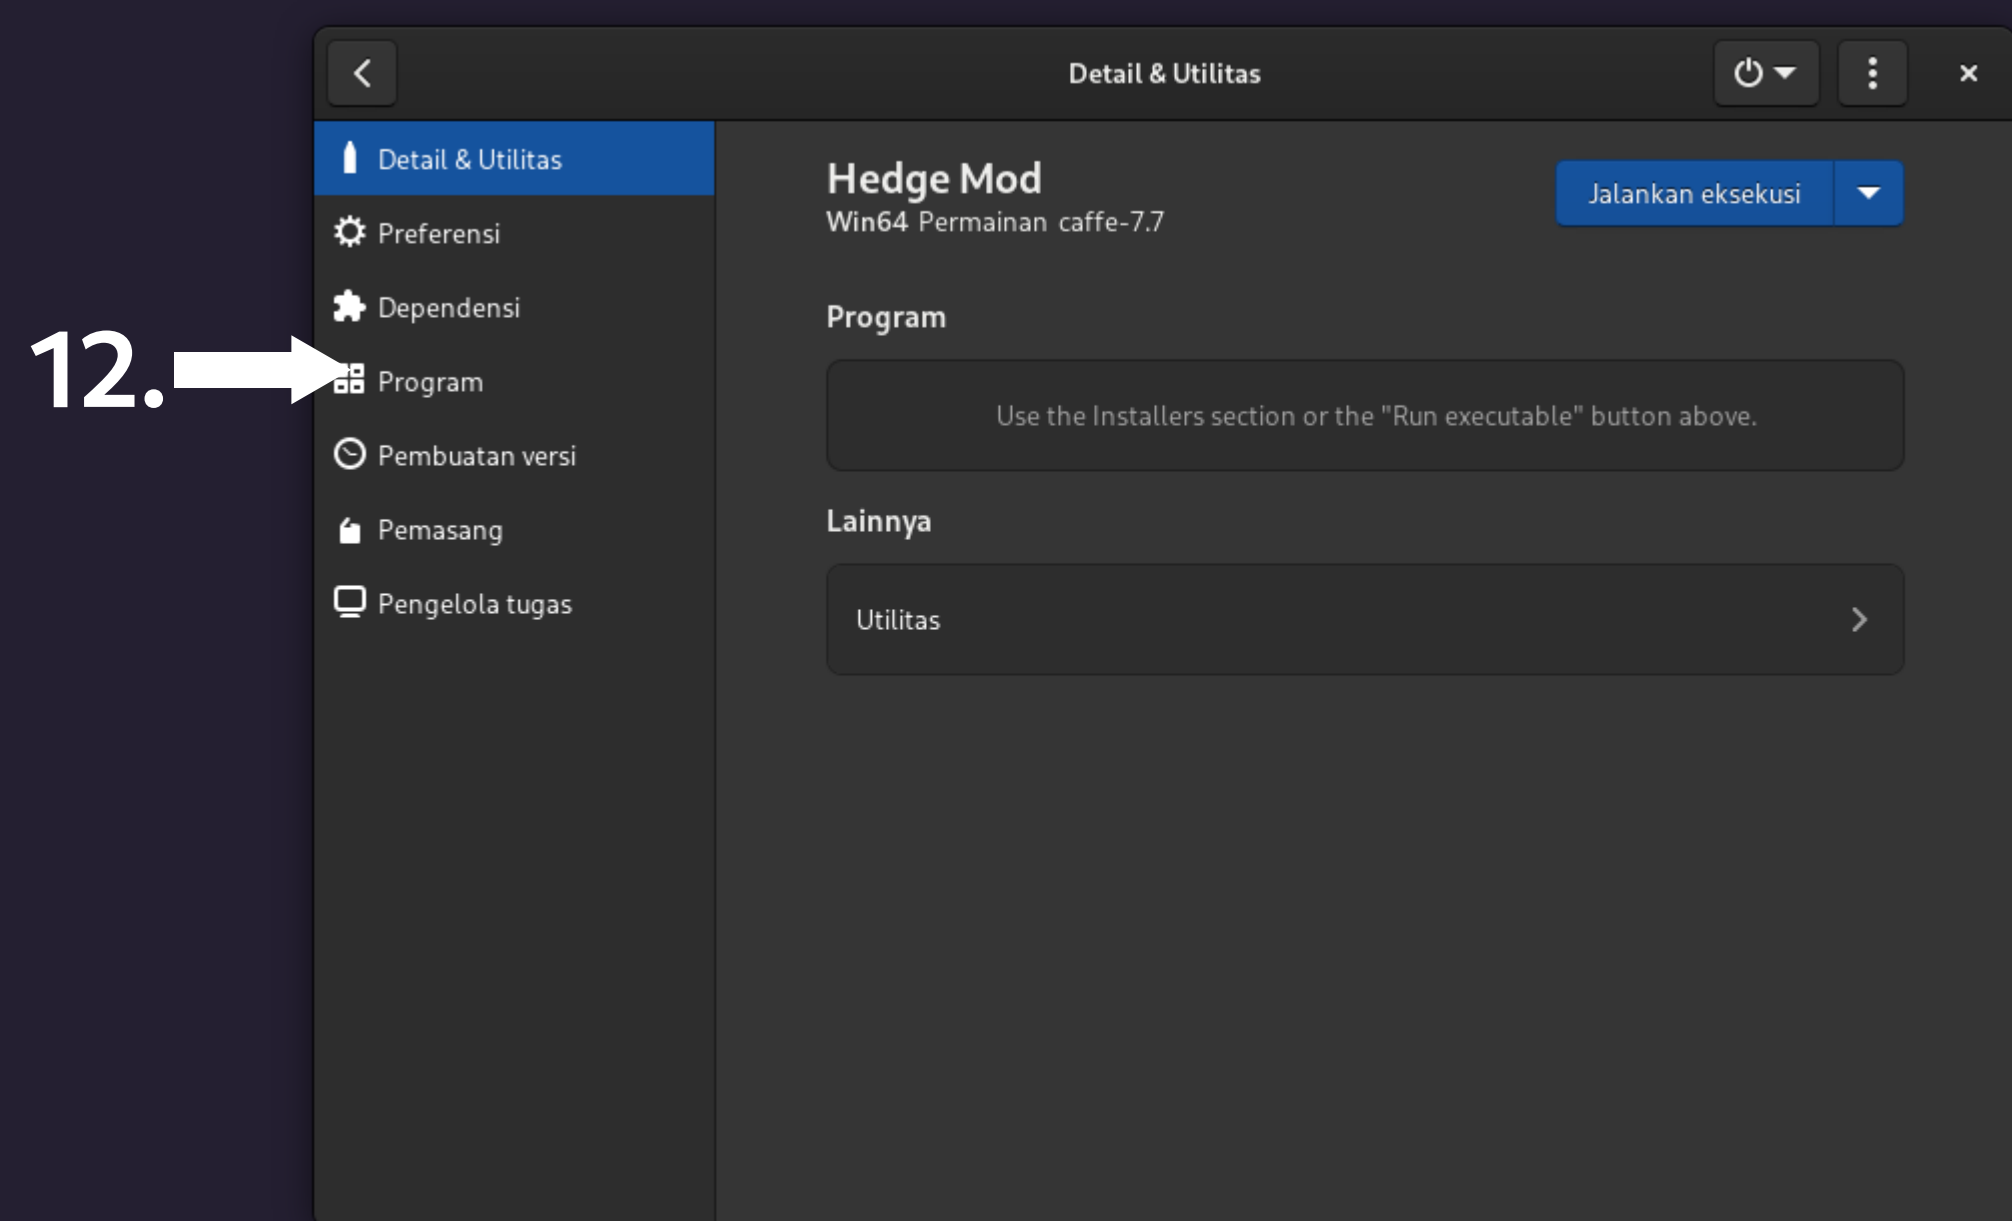 Detail & Utilitas
Detail & Utilitas
Preferensi
Dependensi
12.
Program
Pembuatan versi
Pemasang
Pengelola tugas
Hedge Mod
Win64 Permainan caffe-7.7
Jalankan eksekusi
Program
Use the Installers section or the "Run executable" button above.
Lainnya
Utilitas